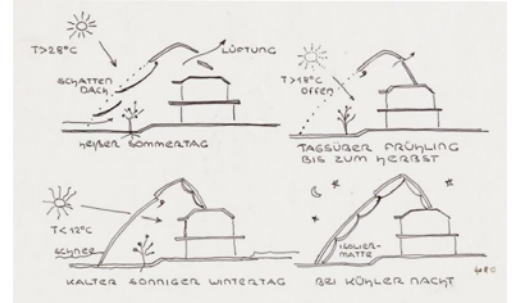 T>28°C
LÜFTUNG
SCHATTEN
DACH
HEIßER SOMMERTAG
T>18°C
OFFEN
TAGSÜBER FRÜHLING
BIS ZUM HERBST
T<12°C
SCHNEE
KALTER SONNIGER WINTERTAG
ISOLIER-
MATTE
BEI KÜHLER NACHT